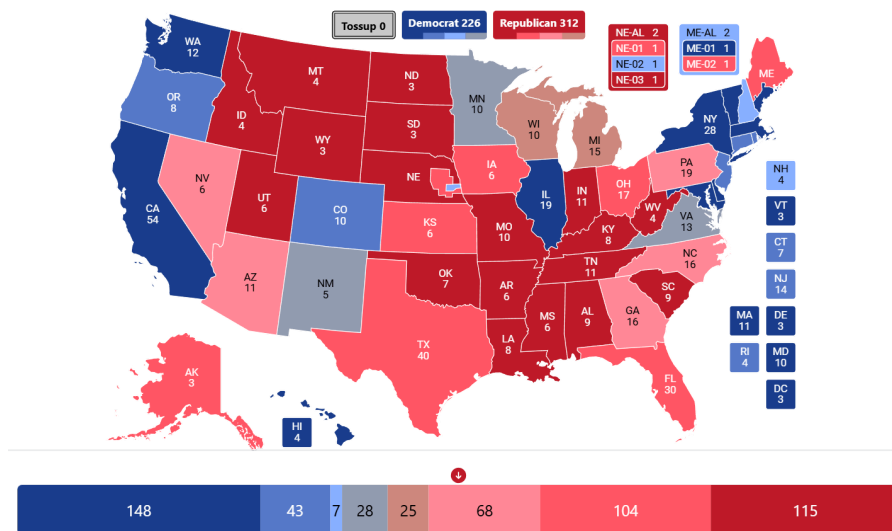 Tossup 0
Democrat 226
Republican 312
NE-AL 2
NE-01 1
NE-02 1
NE-03 1
ME-AL 2
ME-01 1
ME-02 1
WA
12
OR
8
CA
54
NV
6
ID
4
MT
4
WY
3
UT
6
AZ
11
CO
10
NM
5
ND
3
SD
3
NE
KS
6
OK
7
TX
40
MN
10
IA
6
MO
10
AR
6
LA
8
WI
10
IL
19
MI
15
IN
11
OH
17
KY
8
TN
11
MS
6
AL
9
GA
16
FL
30
SC
9
NC
16
VA
13
WV
4
PA
19
NY
28
ME
AK
3
HI
4
NH
4
VT
3
CT
7
NJ
14
MA
11
DE
3
RI
4
MD
10
DC
3
148
43
7
28
25
68
104
115